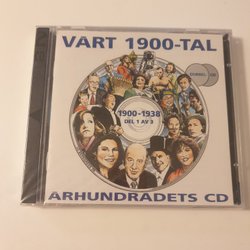 VÅRT 1900-TAL
DUBBEL CD
1900-1938
DEL 1 AV 3
ÅRHUNDRADETS CD